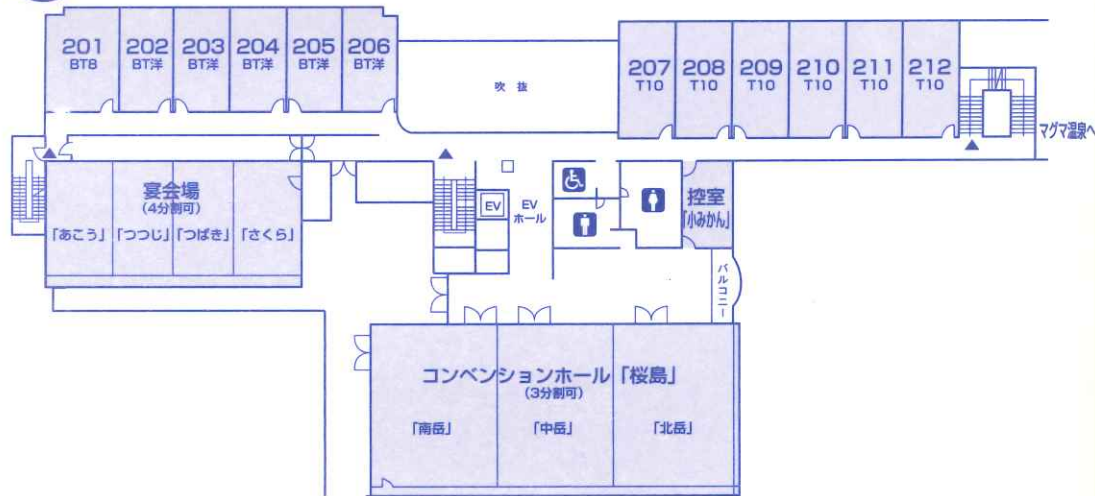 201
BT8
202
BT洋
203
BT洋
204
BT洋
205
BT洋
206
BT洋
吹抜
207
T10
208
T10
209
T10
210
T10
211
T10
212
T10
マグマ温泉へ
宴会場
(4分割可)
「あこう」
「つつじ」
「つばき」
「さくら」
EV
EV
ホール
控室
「小みかん」
バルコニー
コンベンションホール「桜島」
(3分割可)
「南岳」
「中岳」
「北岳」